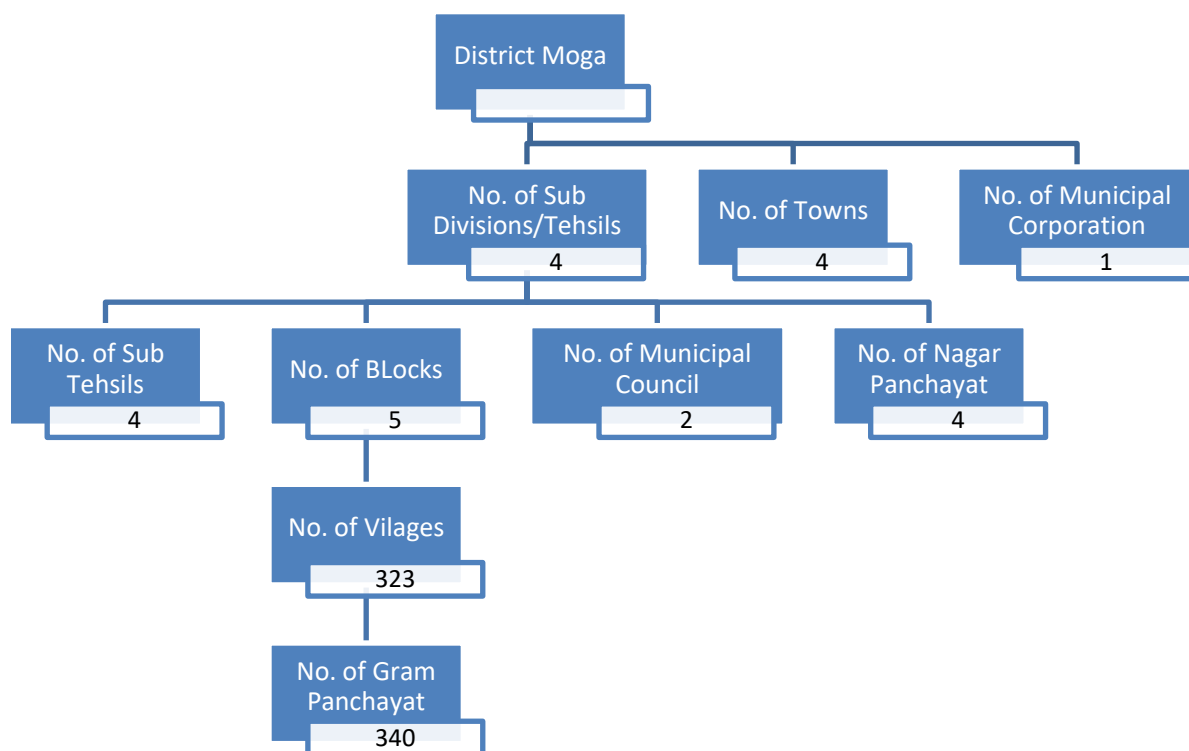 District Moga
No. of Sub
Divisions/Tehsils
4
No. of Towns
4
No. of Municipal
Corporation
1
No. of Sub
Tehsils
4
No. of BLocks
5
No. of Municipal
Council
2
No. of Nagar
Panchayat
4
No. of Vilages
323
No. of Gram
Panchayat
340